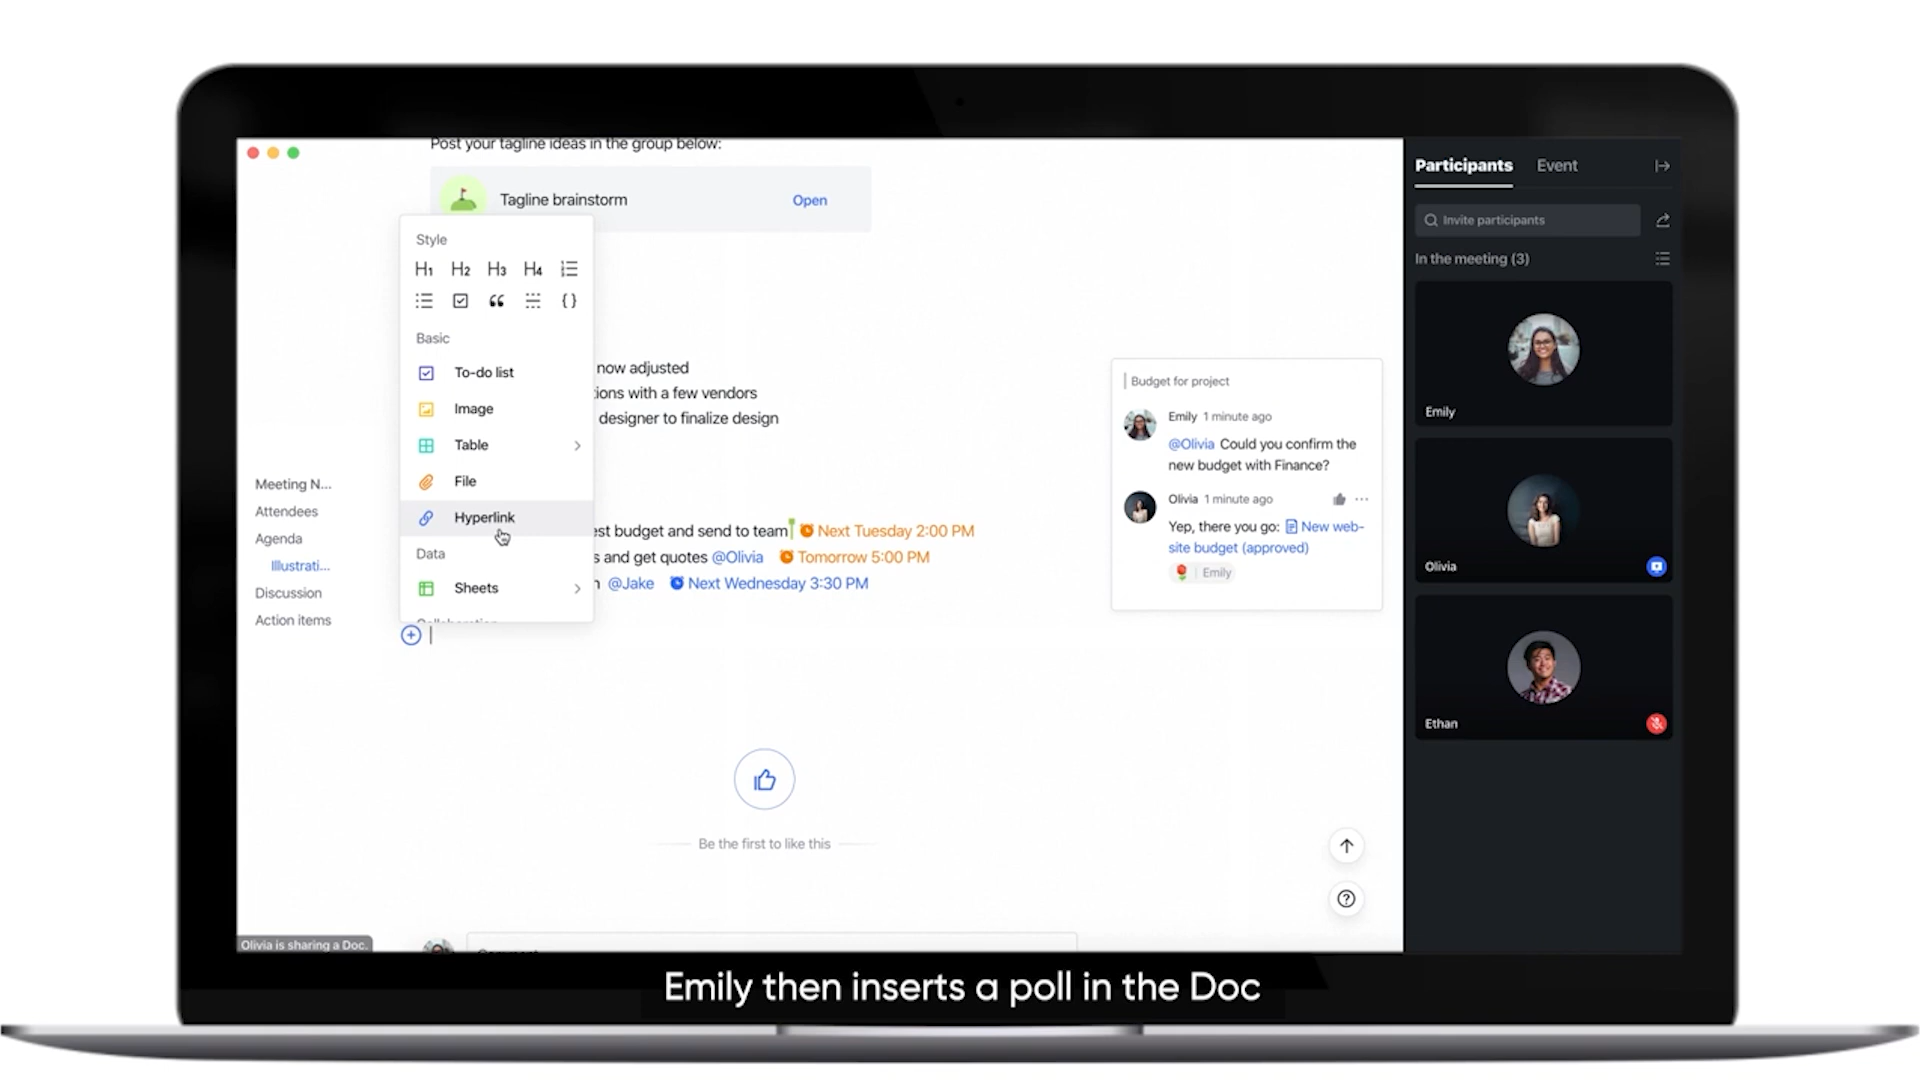 Post your tagline ideas in the group below:
Tagline brainstorm
Open
Style
H1 H2 H3 H4
Basic
To-do list
Image
Table
File
Hyperlink
Data
Sheets
now adjusted
tions with a few vendors
designer to finalize design
est budget and send to team Next Tuesday 2:00 PM
s and get quotes @Olivia Tomorrow 5:00 PM
n @Jake Next Wednesday 3:30 PM
Meeting N...
Attendees
Agenda
Illustrati...
Discussion
Action items
Budget for project
Emily 1 minute ago
@Olivia Could you confirm the
new budget with Finance?
Olivia 1 minute ago
Yep, there you go: New web-
site budget (approved)
Emily
Be the first to like this
Olivia is sharing a Doc.
Participants Event
Invite participants
In the meeting (3)
Emily
Olivia
Ethan
Emily then inserts a poll in the Doc